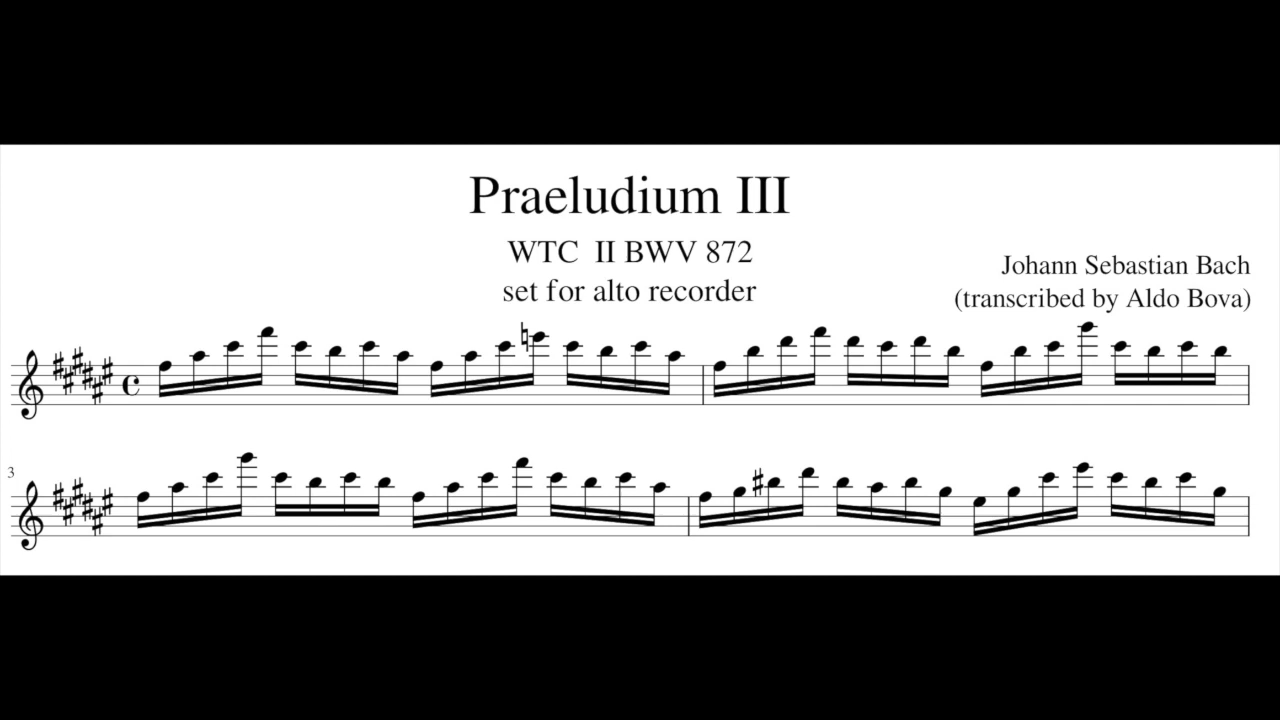 Praeludium III
WTC II BWV 872
set for alto recorder
Johann Sebastian Bach
(transcribed by Aldo Bova)
3